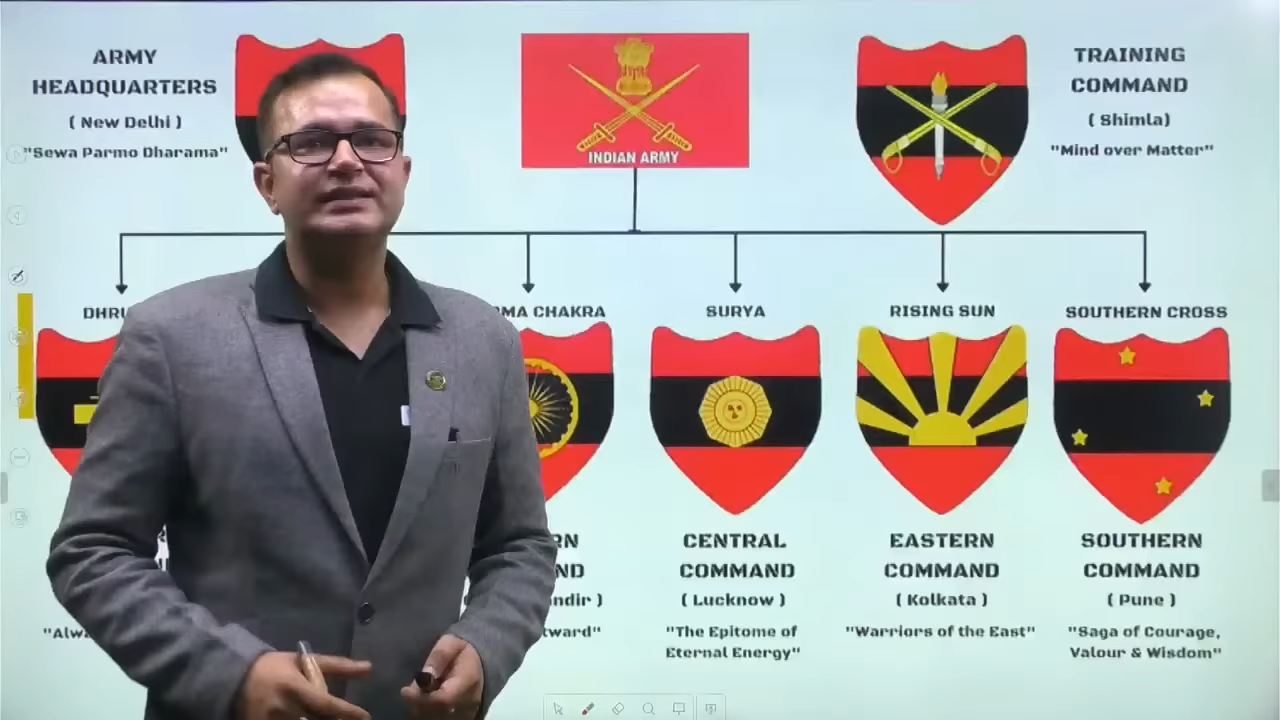 ARMY
HEADQUARTERS
( New Delhi )
"Sewa Parmo Dharama"
INDIAN ARMY
TRAINING
COMMAND
( Shimla)
"Mind over Matter"
CHAKRA
SURYA
RISING SUN
SOUTHERN CROSS
CENTRAL
COMMAND
( Lucknow )
"The Epitome of
Eternal Energy"
EASTERN
COMMAND
( Kolkata )
"Warriors of the East"
SOUTHERN
COMMAND
( Pune )
"Saga of Courage,
Valour & Wisdom"